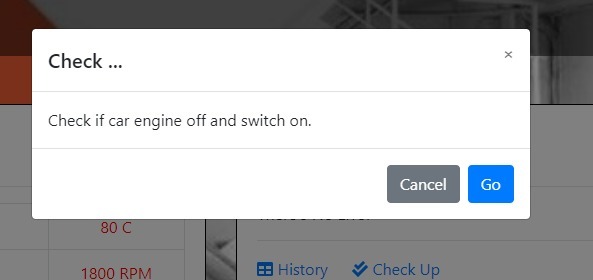 Check ...
×
Check if car engine off and switch on.
Cancel Go
80 C
1800 RPM
History Check Up